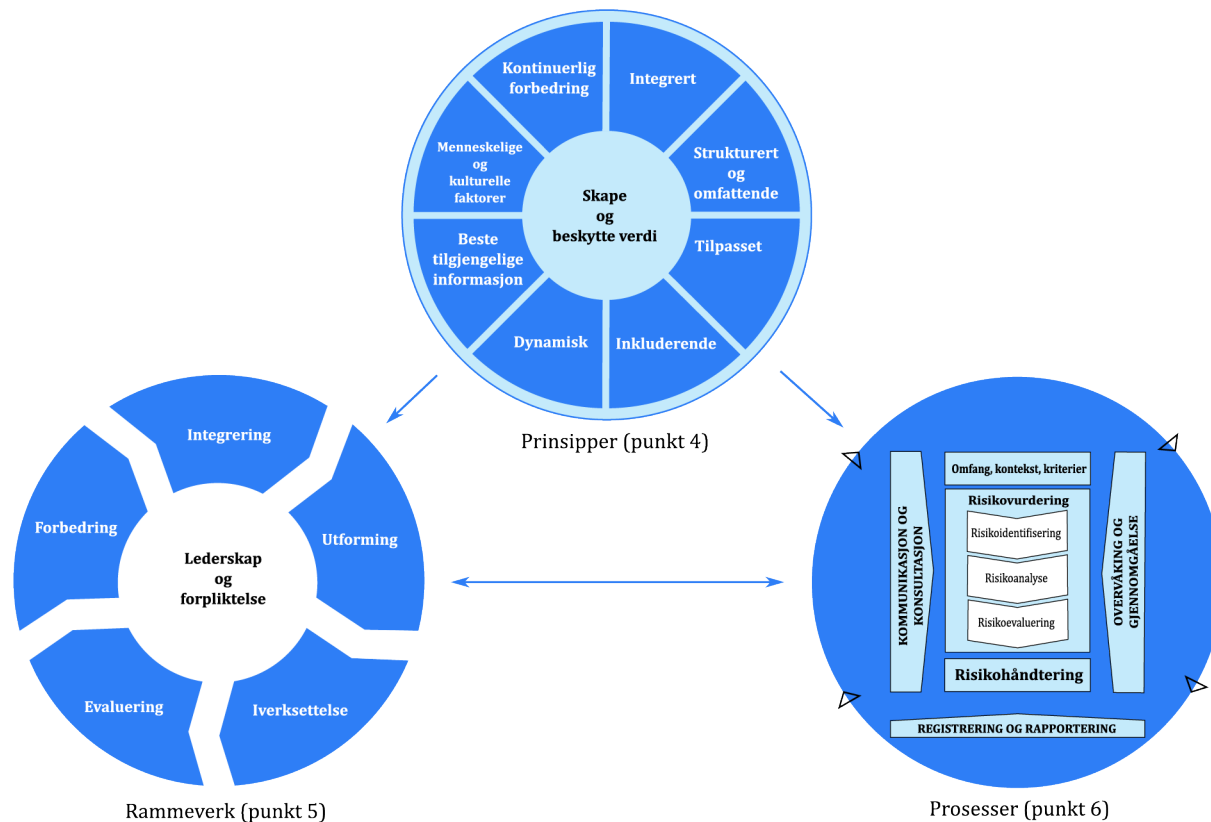 Kontinuerlig
forbedring
Integrert
Strukturert
og
omfattende
Tilpasset
Inkluderende
Dynamisk
Beste
tilgjengelige
informasjon
Menneskelige
og
kulturelle
faktorer
Skape
og
beskytte verdi
Prinsipper (punkt 4)
Integrering
Utforming
Iverksettelse
Evaluering
Forbedring
Lederskap
og
forpliktelse
Rammeverk (punkt 5)
KOMMUNIKASJON OG
KONSULTASJON
Omfang, kontekst, kriterier
Risikovurdering
Risikoidentifisering
Risikoanalyse
Risikoevaluering
Risikohåndtering
OVERVÅKING OG
GJENNOMGÅELSE
REGISTRERING OG RAPPORTERING
Prosesser (punkt 6)